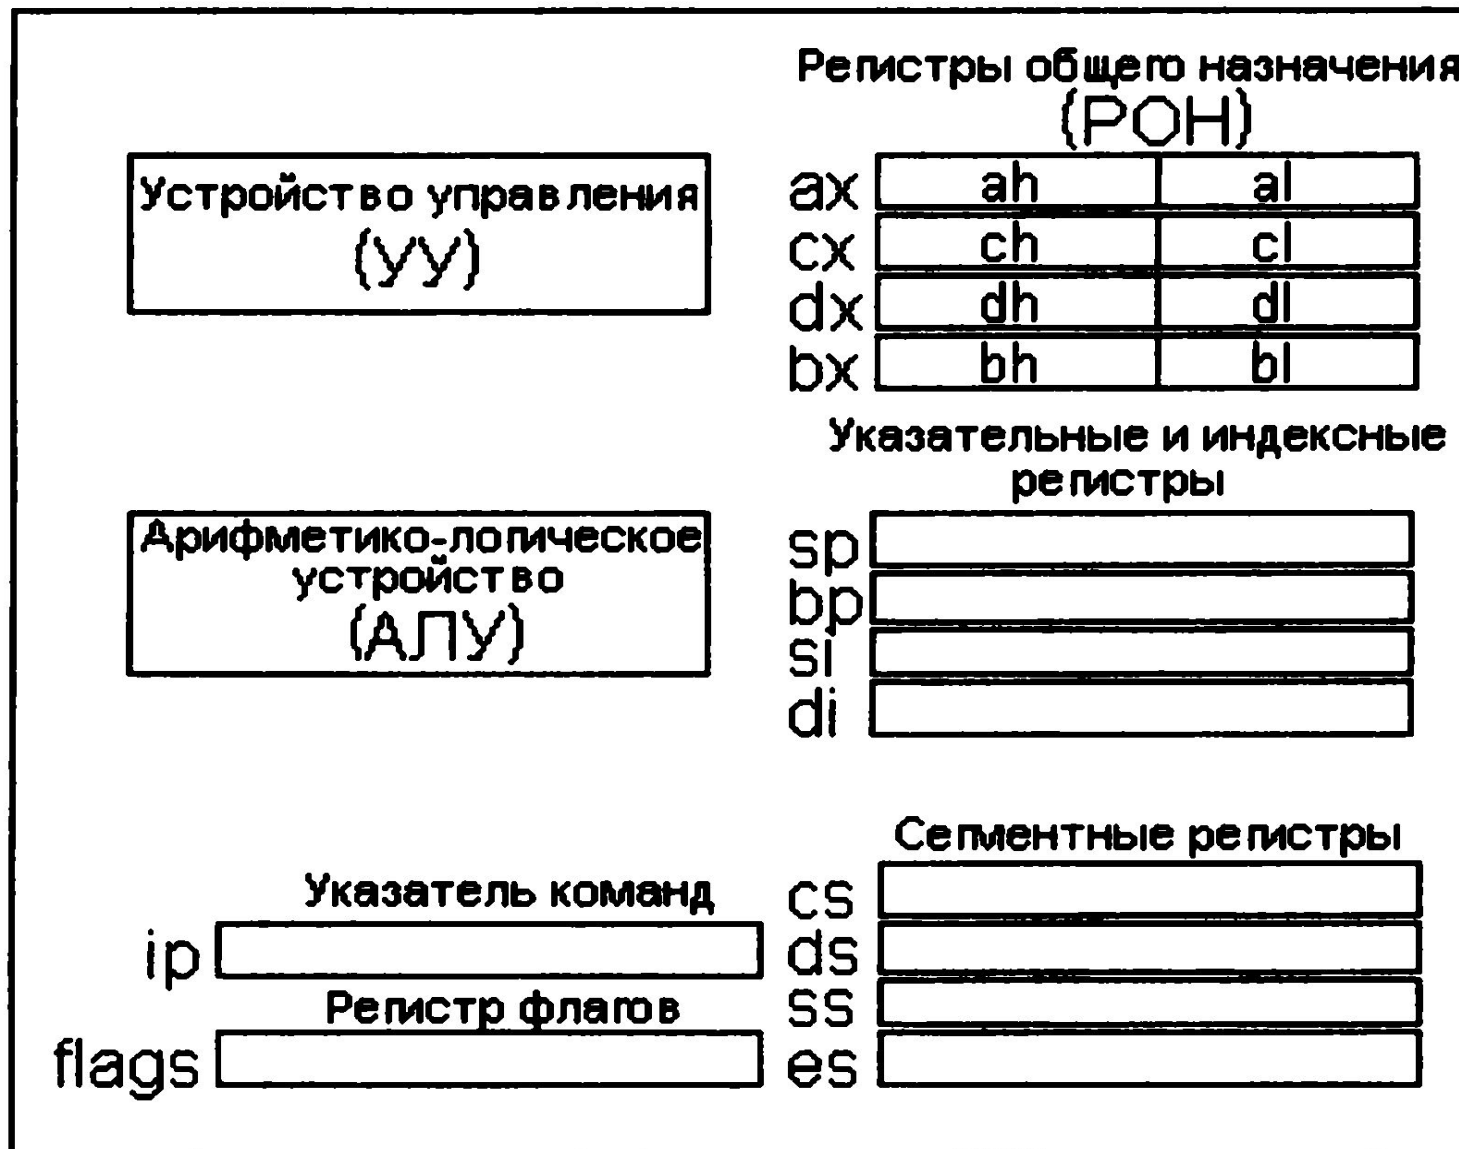 Регистры общего назначения
(РОН)
Устройство управления
(УУ)
ax ah al
cx ch cl
dx dh dl
bx bh bl
Указательные и индексные
регистры
Арифметико-логическое
устройство
(АЛУ)
sp
bp
si
di
Сегментные регистры
cs
ds
ss
es
Указатель команд
ip
Регистр флагов
flags